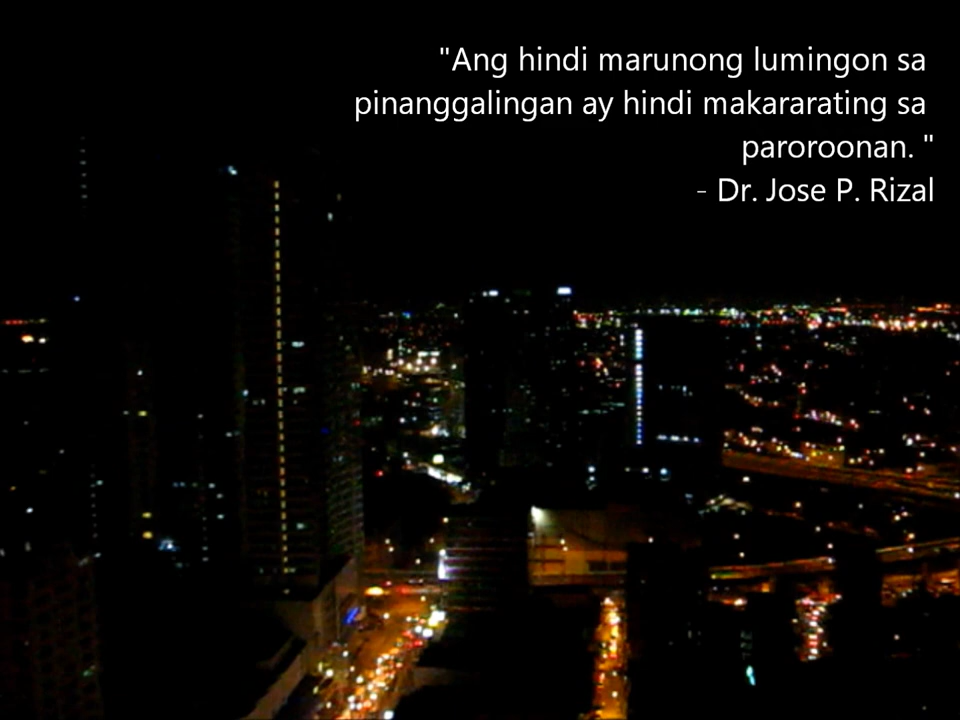 "Ang hindi marunong lumingon sa
pinanggalingan ay hindi makararating sa
paroroonan. "
- Dr. Jose P. Rizal